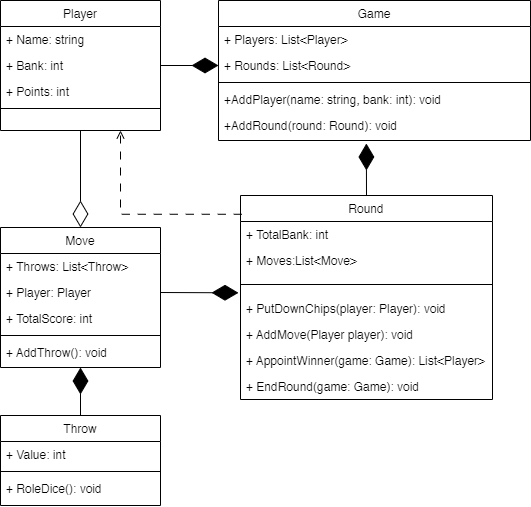 Player
+ Name: string
+ Bank: int
+ Points: int
Game
+ Players: List<Player>
+ Rounds: List<Round>
+AddPlayer(name: string, bank: int): void
+AddRound(round: Round): void
Move
+ Throws: List<Throw>
+ Player: Player
+ TotalScore: int
+ AddThrow(): void
Round
+ TotalBank: int
+ Moves:List<Move>
+ PutDownChips(player: Player): void
+ AddMove(Player player): void
+ AppointWinner(game: Game): List<Player>
+ EndRound(game: Game): void
Throw
+ Value: int
+ RoleDice(): void